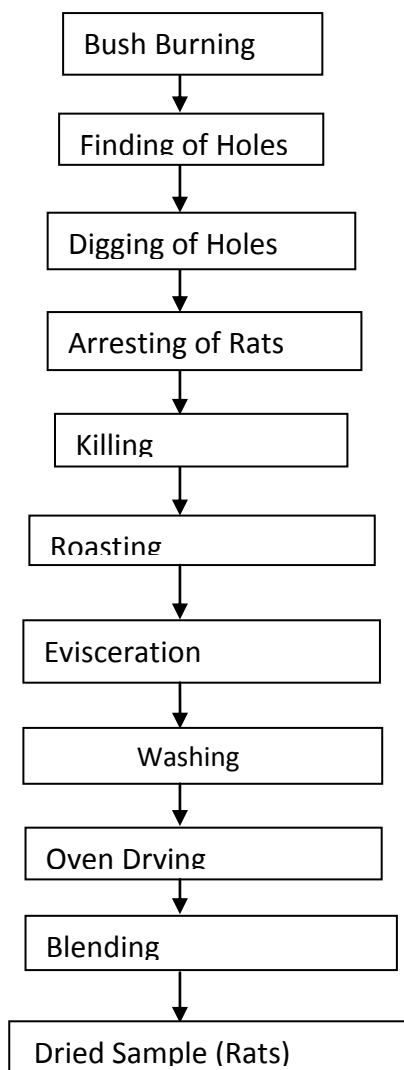 Bush Burning
Finding of Holes
Digging of Holes
Arresting of Rats
Killing
Roasting
Evisceration
Washing
Oven Drying
Blending
Dried Sample (Rats)